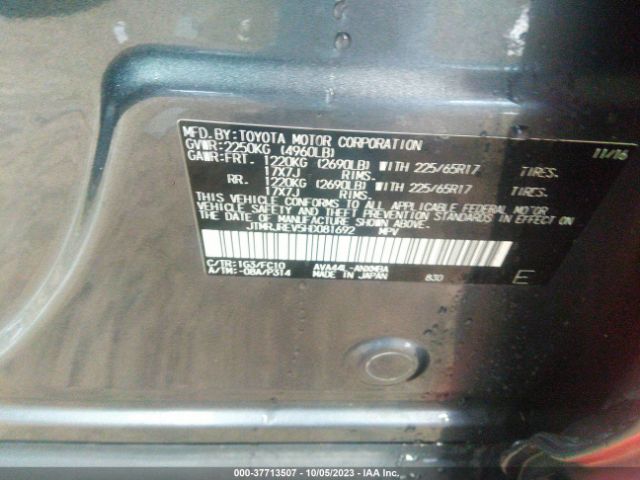 MFD.BY:TOYOTA MOTOR CORPORATION 11/16
GVWR:2250KG (4960LB)
GAWR:FRT. 1220KG (2690LB) WITH 225/65R17 TIRES.
17X7J RIMS.
RR. 1220KG (2690LB) WITH 225/65R17 TIRES.
17X7J RIMS.
THIS VEHICLE CONFORMS TO ALL APPLICABLE FEDERAL MOTOR
VEHICLE SAFETY AND THEFT PREVENTION STANDARDS IN EFFECT ON
THE DATE OF MANUFACTURE SHOWN ABOVE.
JTMRJREV5HD081692 MPV
C/TR:1G3/FC10 AVA44L-ANXMBA
A/TM:-08A/P314 MADE IN JAPAN 830 E
000-37713507 - 10/05/2023 - IAA Inc.